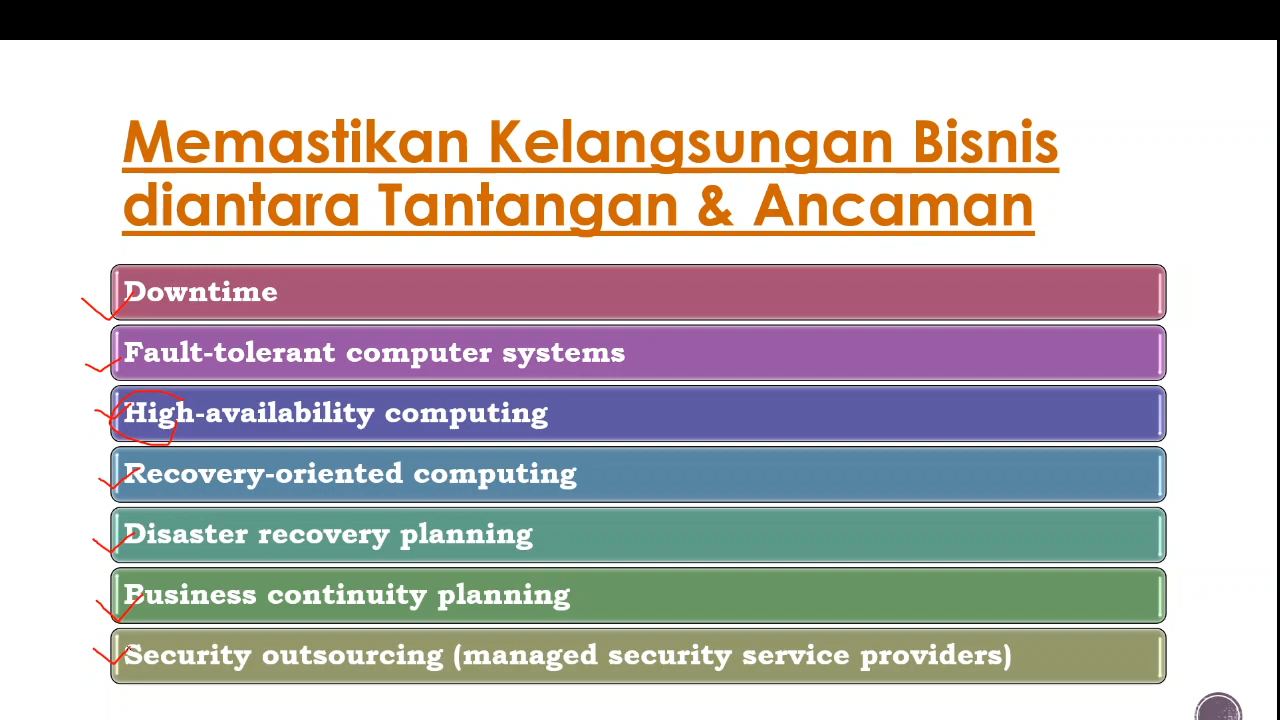 Memastikan Kelangsungan Bisnis
diantara Tantangan & Ancaman
Downtime
Fault-tolerant computer systems
High-availability computing
Recovery-oriented computing
Disaster recovery planning
Business continuity planning
Security outsourcing (managed security service providers)